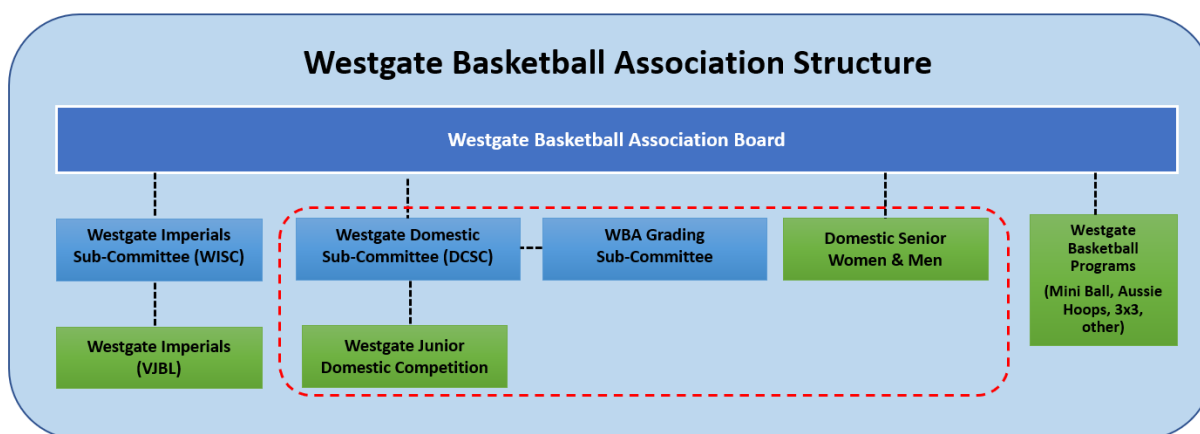 Westgate Basketball Association Structure
Westgate Basketball Association Board
Westgate Imperials
Sub-Committee (WISC)
Westgate Domestic
Sub-Committee (DCSC)
WBA Grading
Sub-Committee
Domestic Senior
Women & Men
Westgate
Basketball
Programs
(Mini Ball, Aussie
Hoops, 3x3,
other)
Westgate Imperials
(VJBL)
Westgate Junior
Domestic Competition